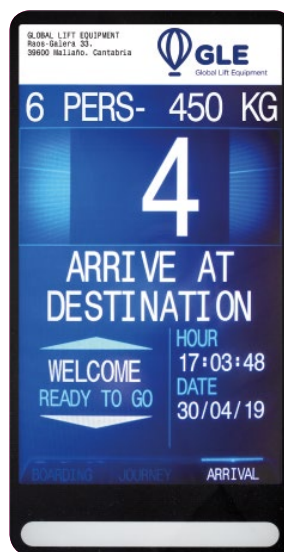 GLOBAL LIFT EQUIPMENT
Raos-Galera 33.
39600 Maliaño. Cantabria
GLE
Global Lift Equipment
6 PERS- 450 KG
4
ARRIVE AT
DESTINATION
WELCOME
READY TO GO
HOUR
17:03:48
DATE
30/04/19
BOARDING JOURNEY ARRIVAL